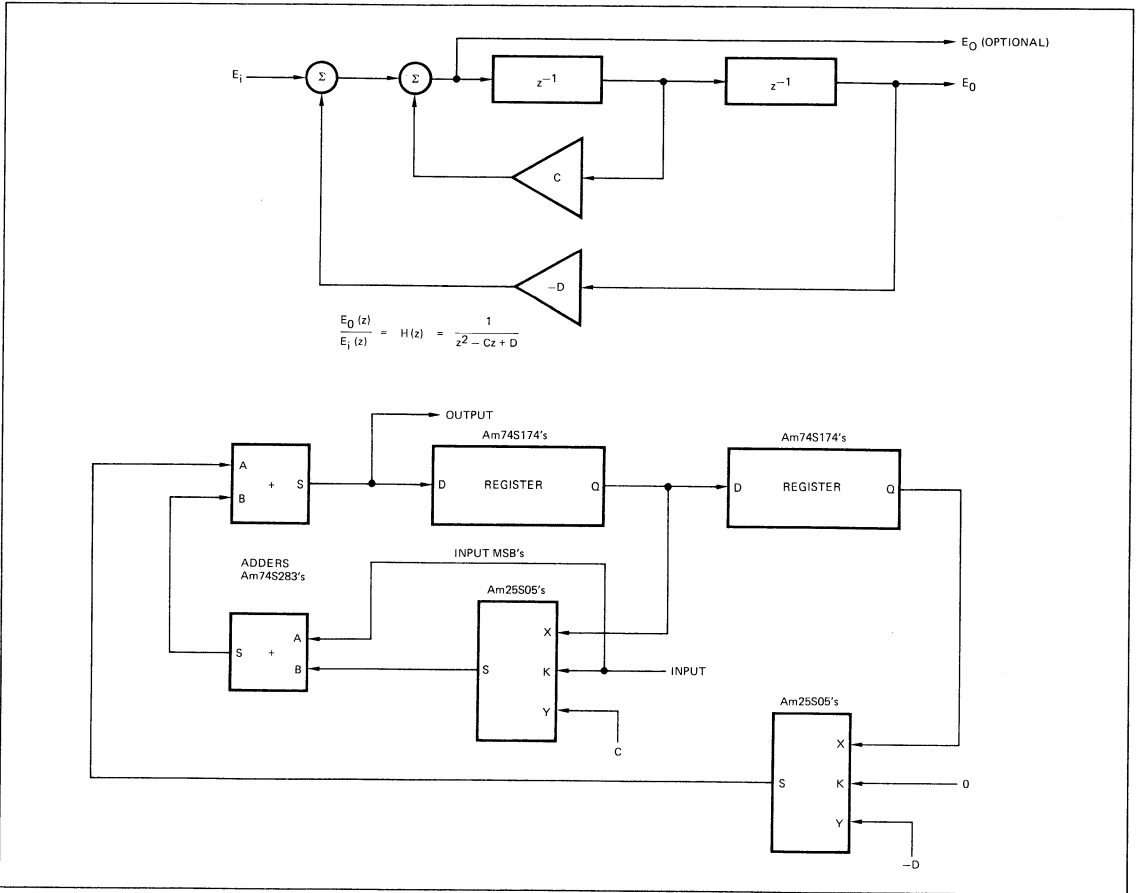 E_O (OPTIONAL)
E_i
Σ
Σ
z^−1
z^−1
E_0
C
−D
E_0 (z) / E_i (z) = H (z) = 1 / z^2 − Cz + D
OUTPUT
Am74S174's
Am74S174's
A
B
+
S
D
REGISTER
Q
D
REGISTER
Q
ADDERS
Am74S283's
INPUT MSB's
Am25S05's
S
+
A
B
S
X
K
Y
INPUT
C
Am25S05's
S
X
K
Y
0
−D